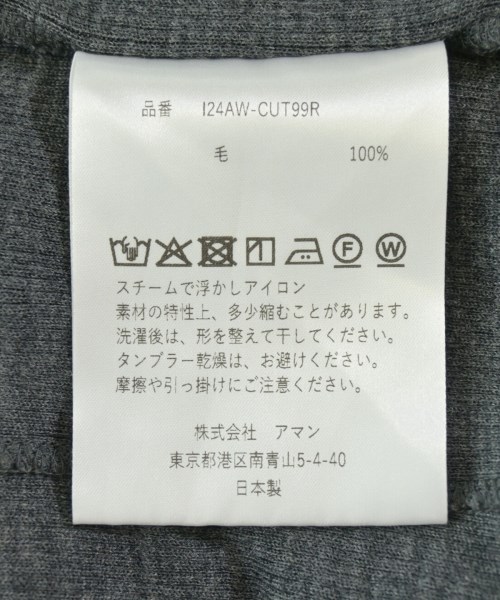 品番 I24AW-CUT99R
毛 100%
F W
スチームで浮かしアイロン
素材の特性上、多少縮むことがあります。
洗濯後は、形を整えて干してください。
タンブラー乾燥は、お避けください。
摩擦や引っ掛けにご注意ください。
株式会社 アマン
東京都港区南青山5-4-40
日本製